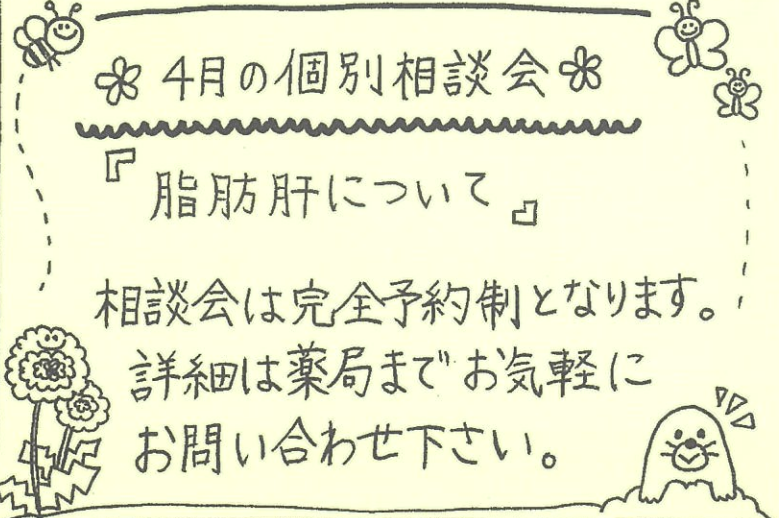 4月の個別相談会
『脂肪肝について』
相談会は完全予約制となります。
詳細は薬局までお気軽に
お問い合わせ下さい。